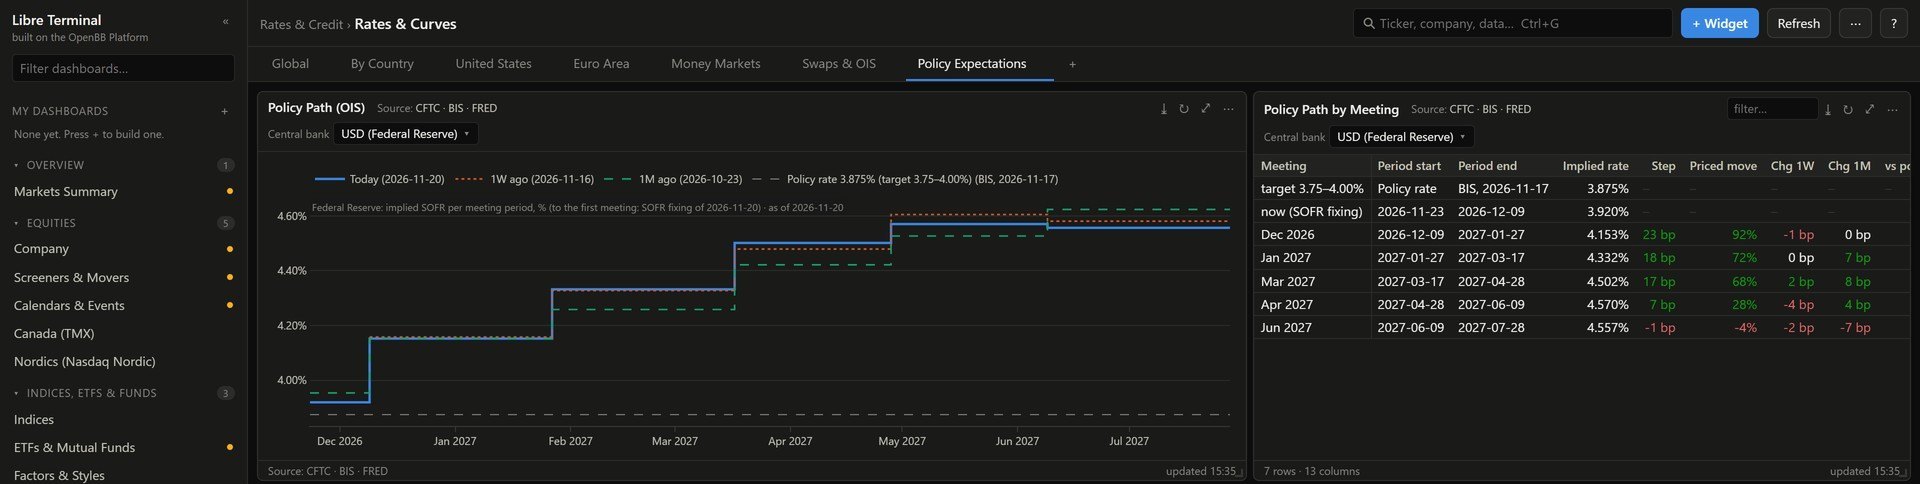 Libre Terminal «
built on the OpenBB Platform
Filter dashboards...
MY DASHBOARDS +
None yet. Press + to build one.
OVERVIEW 1
Markets Summary
EQUITIES 5
Company
Screeners & Movers
Calendars & Events
Canada (TMX)
Nordics (Nasdaq Nordic)
INDICES, ETFS & FUNDS 3
Indices
ETFs & Mutual Funds
Factors & Styles
Rates & Credit › Rates & Curves
Ticker, company, data... Ctrl+G
+ Widget
Refresh
...
?
Global By Country United States Euro Area Money Markets Swaps & OIS Policy Expectations +
Policy Path (OIS) Source: CFTC · BIS · FRED
Central bank USD (Federal Reserve)
Today (2026-11-20) 1W ago (2026-11-16) 1M ago (2026-10-23) Policy rate 3.875% (target 3.75–4.00%) (BIS, 2026-11-17)
Federal Reserve: implied SOFR per meeting period, % (to the first meeting: SOFR fixing of 2026-11-20) · as of 2026-11-20
4.60%
4.40%
4.20%
4.00%
Dec 2026 Jan 2027 Feb 2027 Mar 2027 Apr 2027 May 2027 Jun 2027 Jul 2027
Source: CFTC · BIS · FRED updated 15:35
Policy Path by Meeting Source: CFTC · BIS · FRED filter...
Central bank USD (Federal Reserve)
Meeting Period start Period end Implied rate Step Priced move Chg 1W Chg 1M vs po
target 3.75–4.00% Policy rate BIS, 2026-11-17 3.875% – – – –
now (SOFR fixing) 2026-11-23 2026-12-09 3.920% – – – –
Dec 2026 2026-12-09 2027-01-27 4.153% 23 bp 92% -1 bp 0 bp
Jan 2027 2027-01-27 2027-03-17 4.332% 18 bp 72% 0 bp 7 bp
Mar 2027 2027-03-17 2027-04-28 4.502% 17 bp 68% 2 bp 8 bp
Apr 2027 2027-04-28 2027-06-09 4.570% 7 bp 28% -4 bp 4 bp
Jun 2027 2027-06-09 2027-07-28 4.557% -1 bp -4% -2 bp -7 bp
7 rows · 13 columns updated 15:35